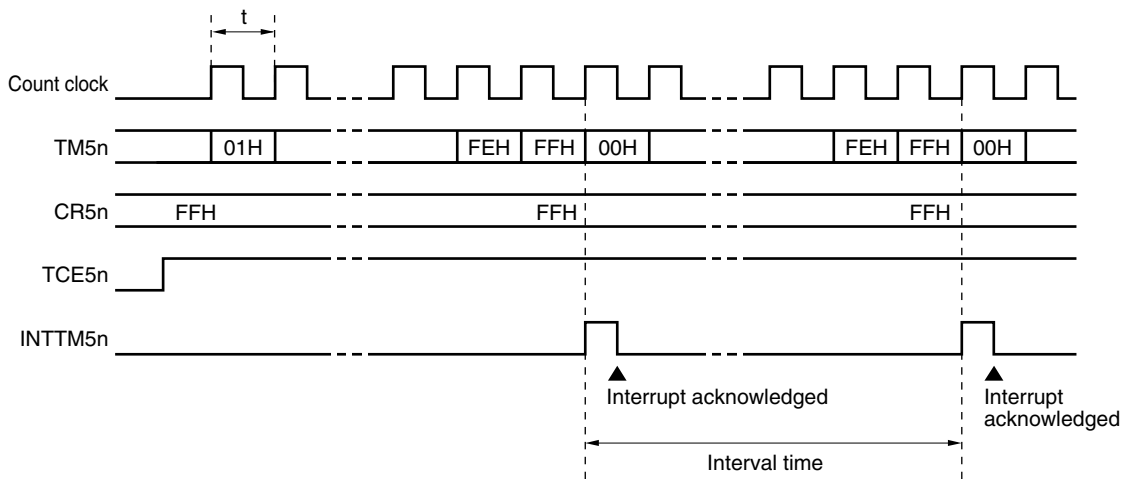 t
Count clock
TM5n 01H FEH FFH 00H FEH FFH 00H
CR5n FFH FFH FFH
TCE5n
INTTM5n
Interrupt acknowledged
Interrupt
acknowledged
Interval time